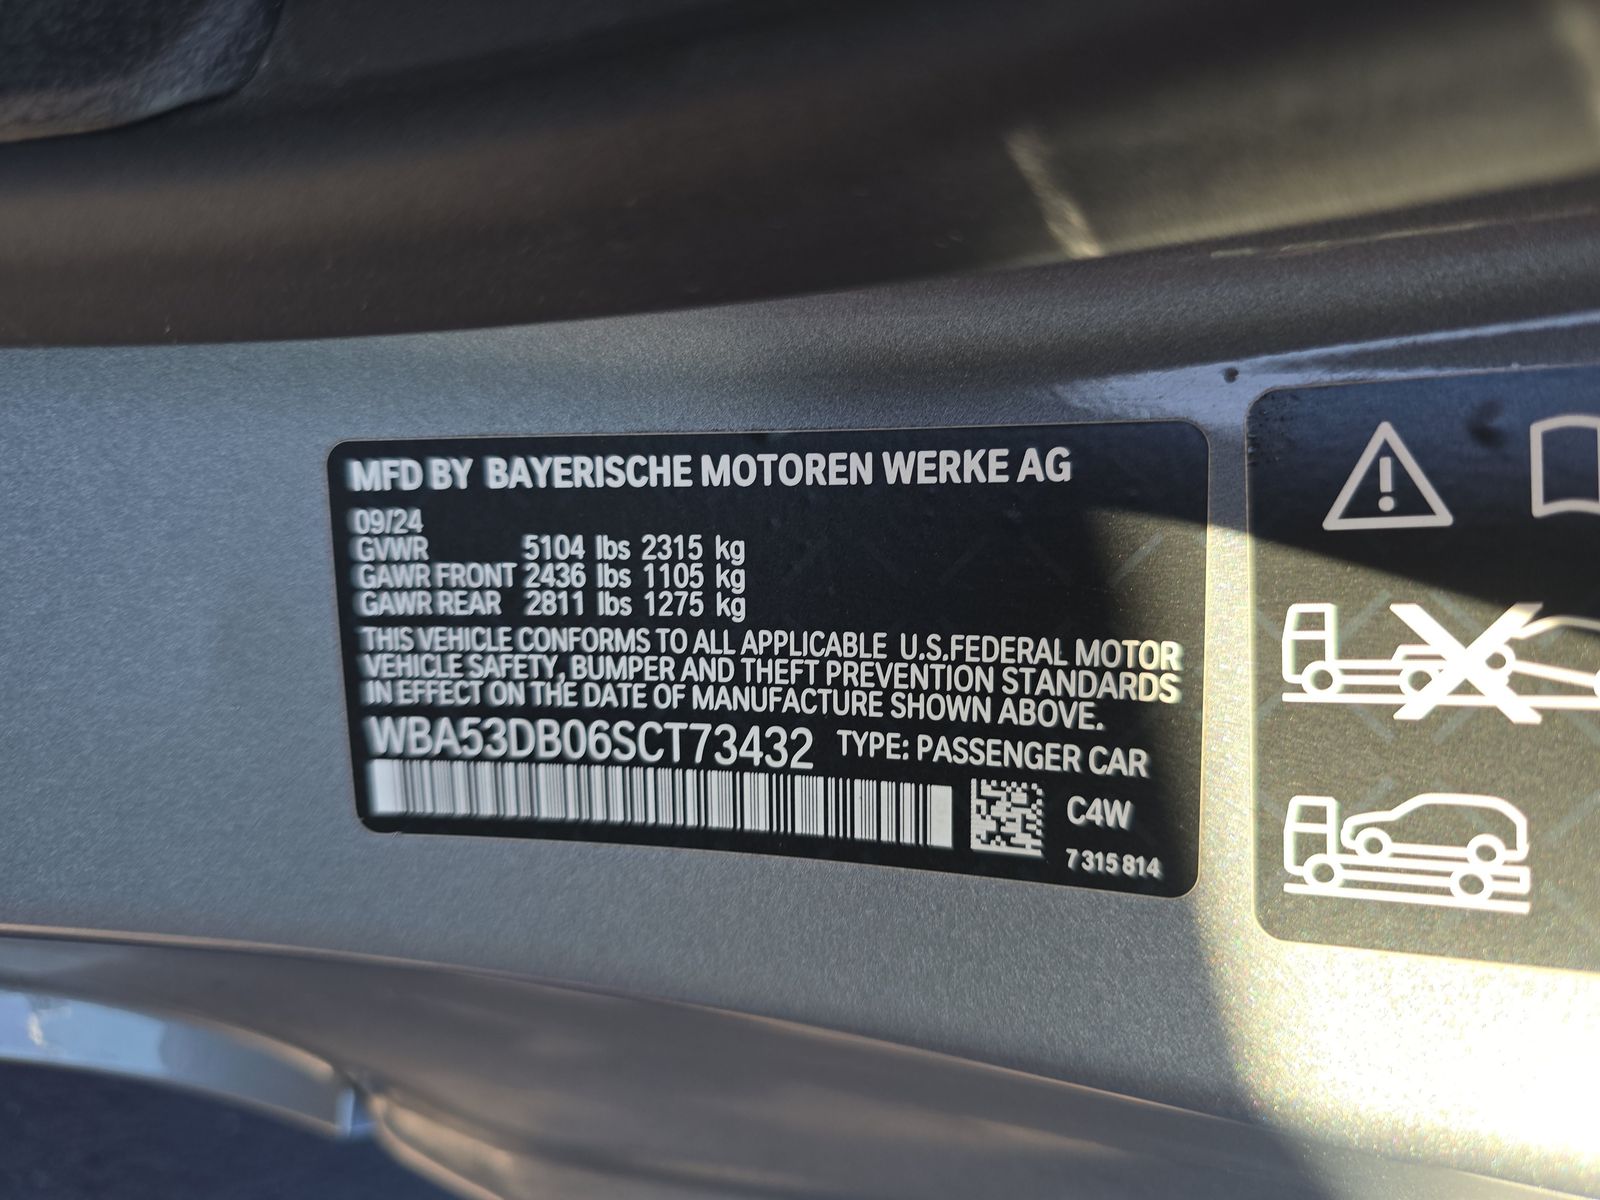 MFD BY BAYERISCHE MOTOREN WERKE AG
09/24
GVWR 5104 lbs 2315 kg
GAWR FRONT 2436 lbs 1105 kg
GAWR REAR 2811 lbs 1275 kg
THIS VEHICLE CONFORMS TO ALL APPLICABLE U.S.FEDERAL MOTOR
VEHICLE SAFETY, BUMPER AND THEFT PREVENTION STANDARDS
IN EFFECT ON THE DATE OF MANUFACTURE SHOWN ABOVE.
WBA53DB06SCT73432 TYPE: PASSENGER CAR
C4W
7 315 814